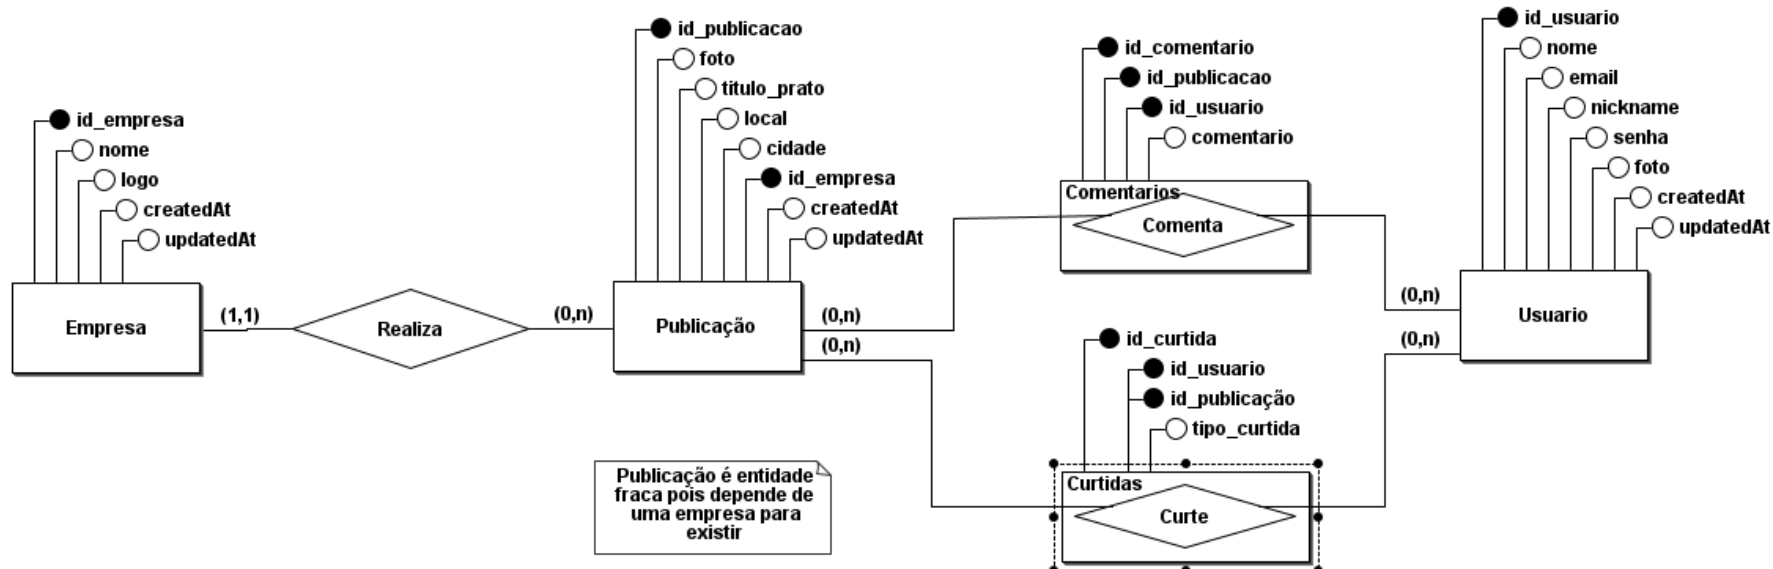 id_empresa
nome
logo
createdAt
updatedAt
Empresa
(1,1)
Realiza
(0,n)
id_publicacao
foto
titulo_prato
local
cidade
id_empresa
createdAt
updatedAt
Publicação
(0,n)
(0,n)
id_comentario
id_publicacao
id_usuario
comentario
Comentarios
Comenta
id_curtida
id_usuario
id_publicação
tipo_curtida
Curtidas
Curte
id_usuario
nome
email
nickname
senha
foto
createdAt
updatedAt
(0,n)
(0,n)
Usuario
Publicação é entidade
fraca pois depende de
uma empresa para
existir